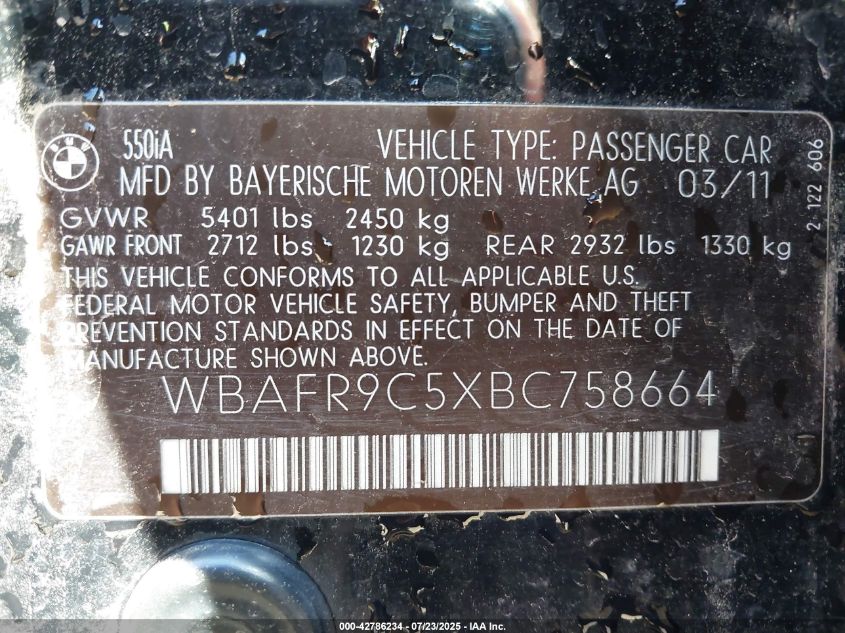 BMW
550iA VEHICLE TYPE: PASSENGER CAR
MFD BY BAYERISCHE MOTOREN WERKE AG 03/11
GVWR 5401 lbs 2450 kg
GAWR FRONT 2712 lbs 1230 kg REAR 2932 lbs 1330 kg
THIS VEHICLE CONFORMS TO ALL APPLICABLE U.S.
FEDERAL MOTOR VEHICLE SAFETY, BUMPER AND THEFT
PREVENTION STANDARDS IN EFFECT ON THE DATE OF
MANUFACTURE SHOWN ABOVE.
WBAFR9C5XBC758664
2 122 606
000-42786234 - 07/23/2025 - IAA Inc.